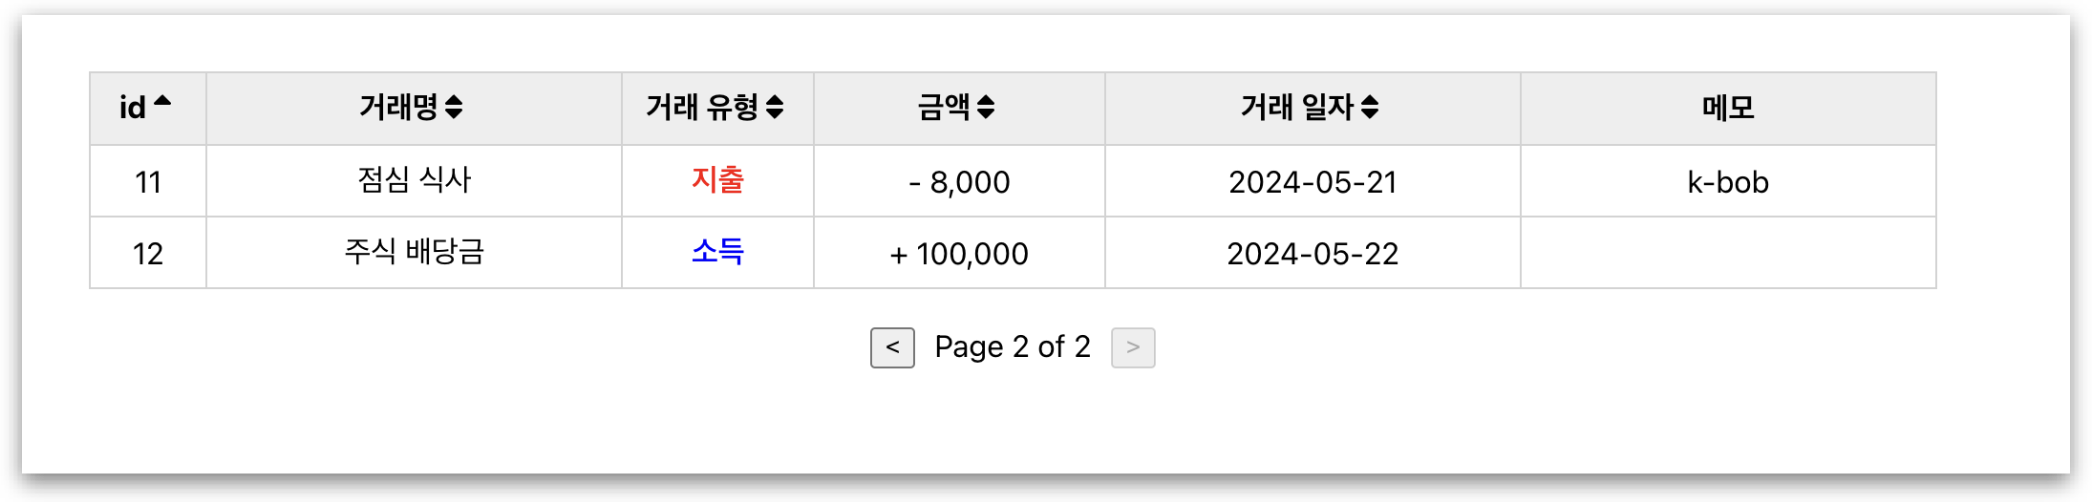 id 거래명 거래 유형 금액 거래 일자 메모
11 점심 식사 지출 - 8,000 2024-05-21 k-bob
12 주식 배당금 소득 + 100,000 2024-05-22
< Page 2 of 2 >